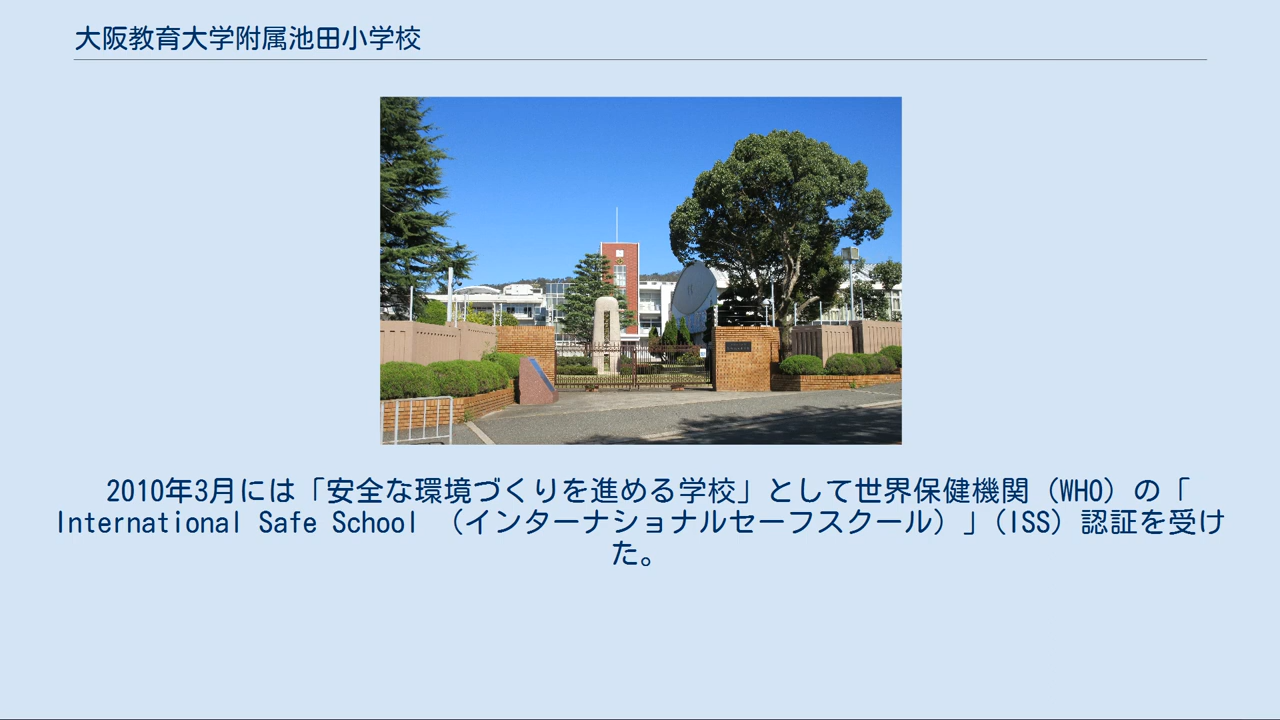 大阪教育大学附属池田小学校
2010年3月には「安全な環境づくりを進める学校」として世界保健機関（WHO）の「
International Safe School （インターナショナルセーフスクール）」（ISS）認証を受け
た。